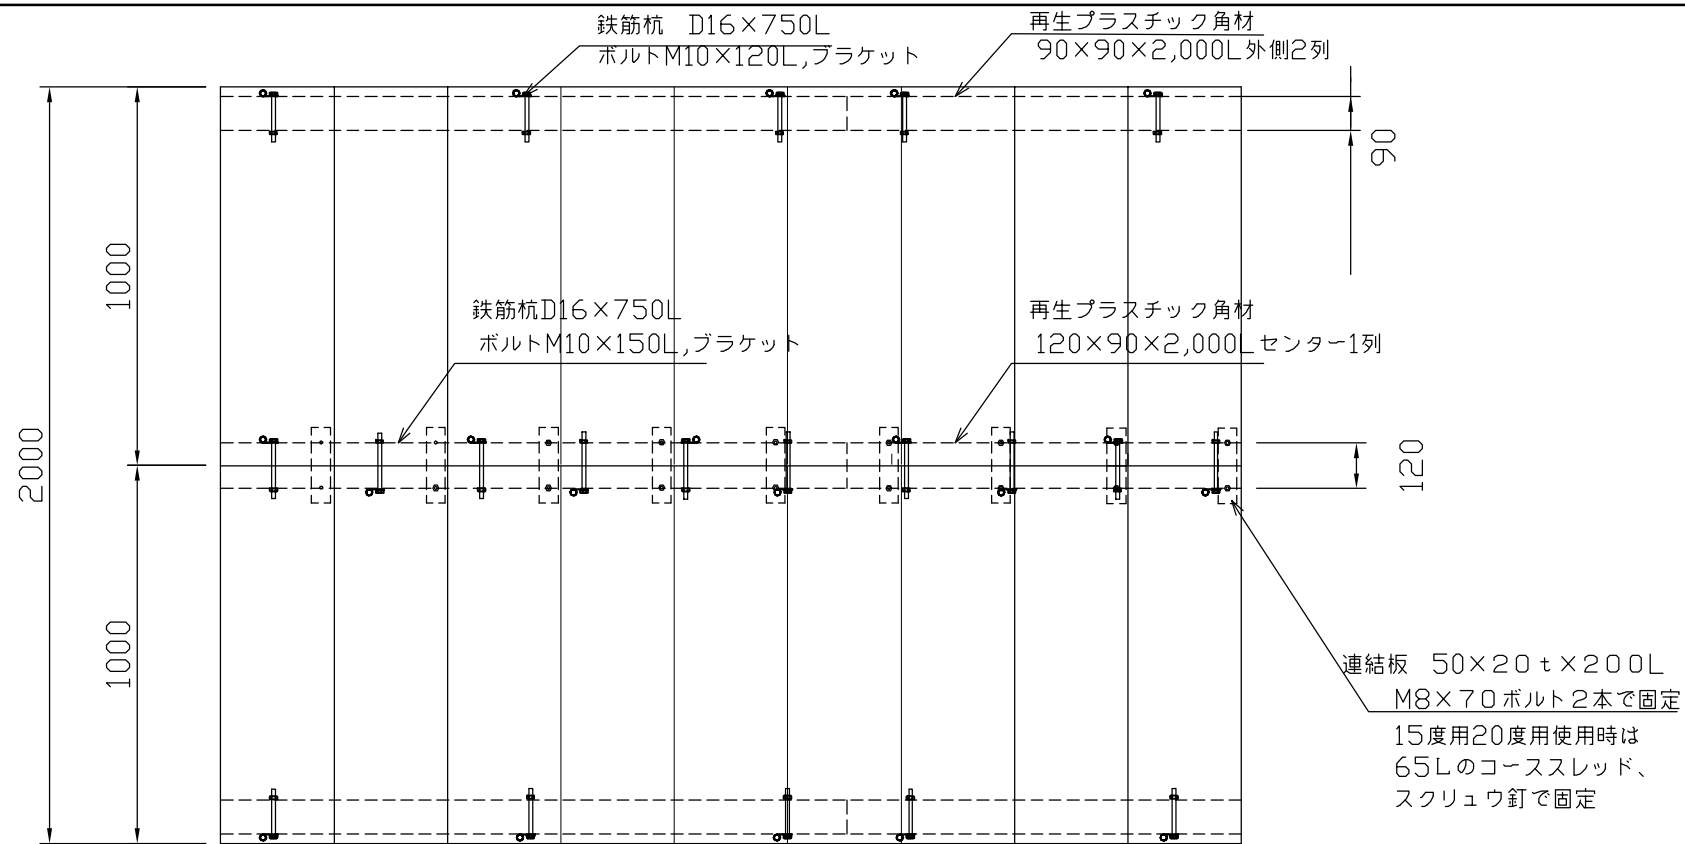 鉄筋杭 D16×750L
ボルトM10×120L,ブラケット
再生プラスチック角材
90×90×2,000L外側2列
90
1000
鉄筋杭D16×750L
ボルトM10×150L,ブラケット
再生プラスチック角材
120×90×2,000Lセンター1列
2000
120
1000
連結板 50×20t×200L
M8×70ボルト2本で固定
15度用20度用使用時は
65Lのコーススレッド、
スクリュウ釘で固定